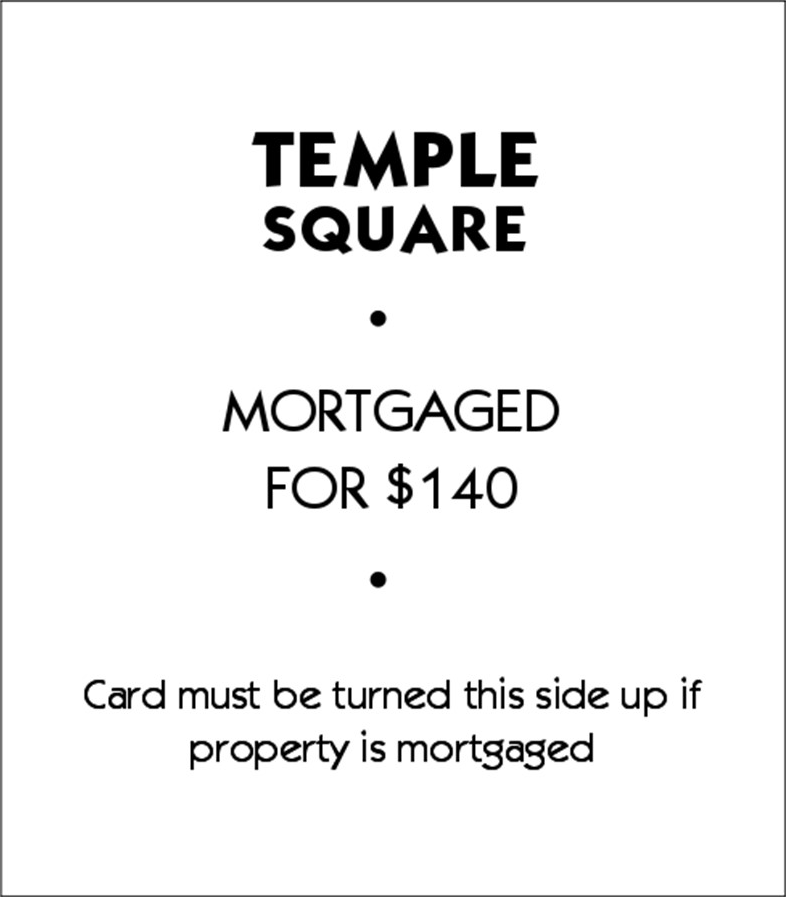 TEMPLE
SQUARE
•
MORTGAGED
FOR $140
•
Card must be turned this side up if
property is mortgaged